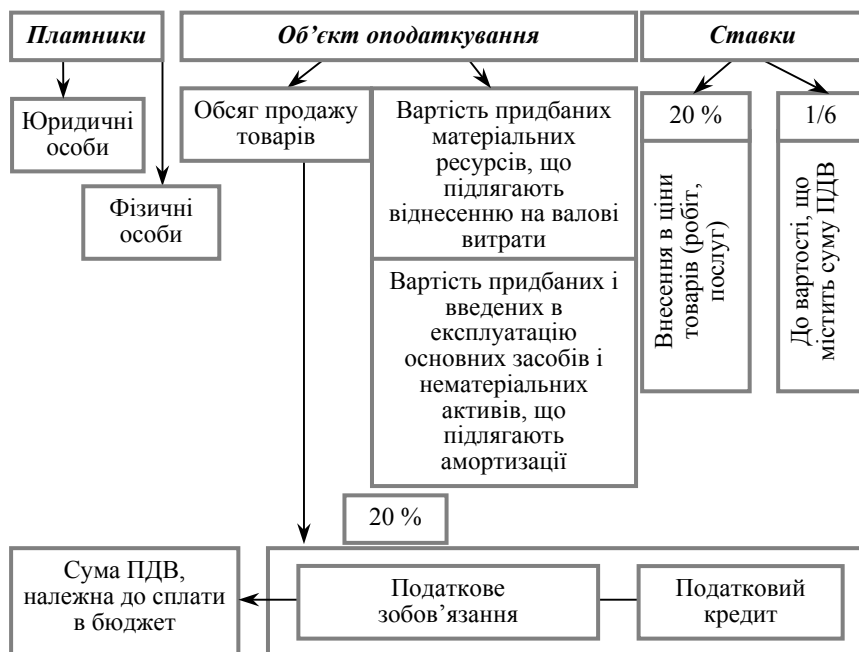 Платники
Об’єкт оподаткування
Ставки
Юридичні
особи
Фізичні
особи
Обсяг продажу
товарів
Вартість придбаних
матеріальних
ресурсів, що
підлягають
віднесенню на валові
витрати
Вартість придбаних і
введених в
експлуатацію
основних засобів і
нематеріальних
активів, що
підлягають
амортизації
20 %
Внесення в ціни
товарів (робіт,
послуг)
1/6
До вартості, що
містить суму ПДВ
20 %
Сума ПДВ,
належна до сплати
в бюджет
Податкове
зобов’язання
Податковий
кредит